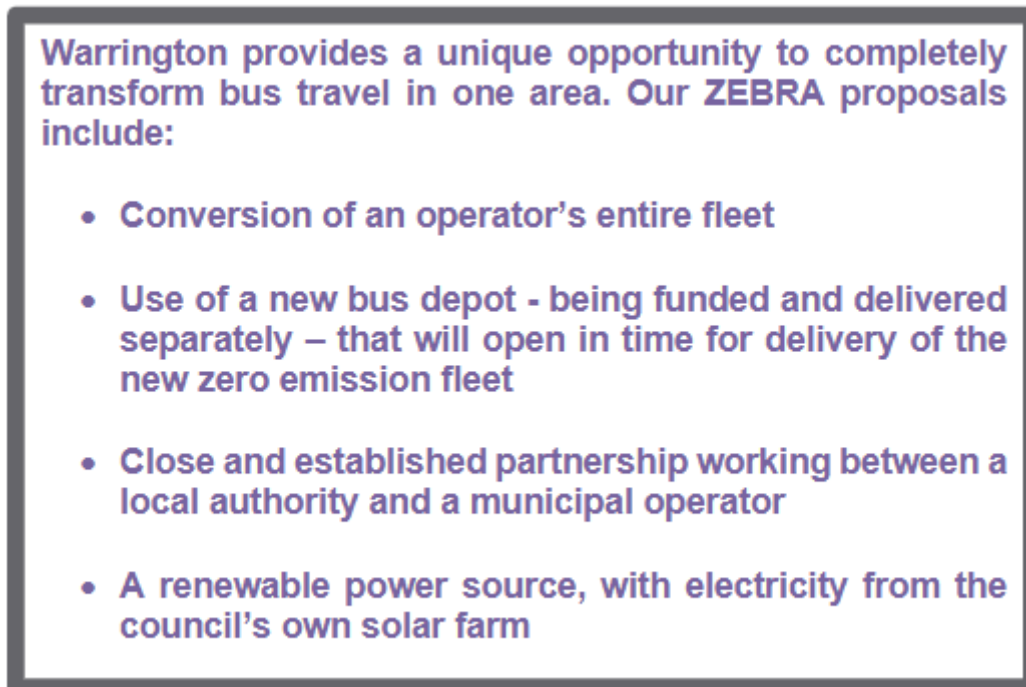 Warrington provides a unique opportunity to completely
transform bus travel in one area. Our ZEBRA proposals
include:
• Conversion of an operator's entire fleet
• Use of a new bus depot - being funded and delivered
separately – that will open in time for delivery of the
new zero emission fleet
• Close and established partnership working between a
local authority and a municipal operator
• A renewable power source, with electricity from the
council's own solar farm